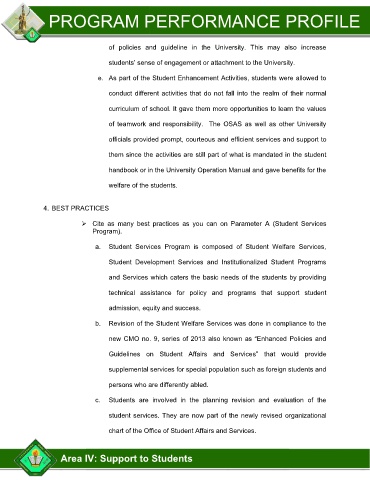 PROGRAM PERFORMANCE PROFILE
of policies and guideline in the University. This may also increase
students' sense of engagement or attachment to the University.
e. As part of the Student Enhancement Activities, students were allowed to
conduct different activities that do not fall into the realm of their normal
curriculum of school. It gave them more opportunities to learn the values
of teamwork and responsibility. The OSAS as well as other University
officials provided prompt, courteous and efficient services and support to
them since the activities are still part of what is mandated in the student
handbook or in the University Operation Manual and gave benefits for the
welfare of the students.
4. BEST PRACTICES
➢ Cite as many best practices as you can on Parameter A (Student Services
Program).
a. Student Services Program is composed of Student Welfare Services,
Student Development Services and Institutionalized Student Programs
and Services which caters the basic needs of the students by providing
technical assistance for policy and programs that support student
admission, equity and success.
b. Revision of the Student Welfare Services was done in compliance to the
new CMO no. 9, series of 2013 also known as "Enhanced Policies and
Guidelines on Student Affairs and Services" that would provide
supplemental services for special population such as foreign students and
persons who are differently abled.
c. Students are involved in the planning revision and evaluation of the
student services. They are now part of the newly revised organizational
chart of the Office of Student Affairs and Services.
Area IV: Support to Students